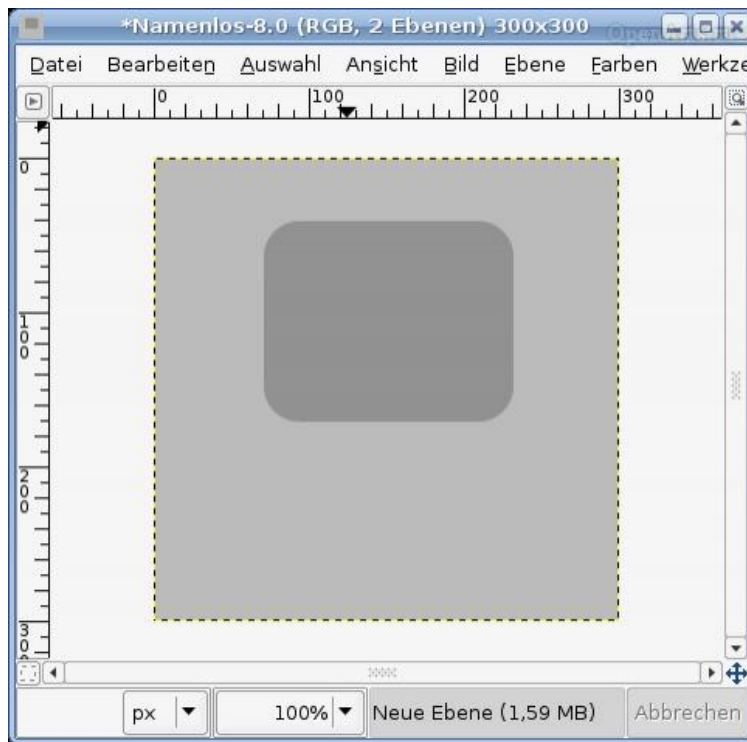 *Namenlos-8.0 (RGB, 2 Ebenen) 300x300
Datei Bearbeiten Auswahl Ansicht Bild Ebene Farben Werkze
0 100 200 300
0
100
200
300
px 100% Neue Ebene (1,59 MB) Abbrechen